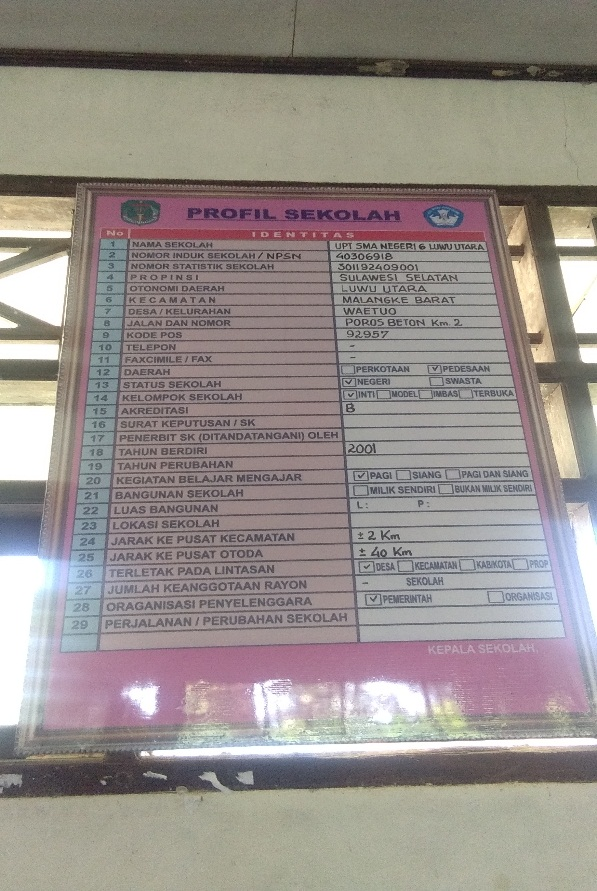 PROFIL SEKOLAH
No IDENTITAS
1 NAMA SEKOLAH UPT SMA NEGERI 6 LUWU UTARA
2 NOMOR INDUK SEKOLAH / NPSN 40306918
3 NOMOR STATISTIK SEKOLAH 301192409001
4 PROPINSI SULAWESI SELATAN
5 OTONOMI DAERAH LUWU UTARA
6 KECAMATAN MALANGKE BARAT
7 DESA / KELURAHAN WAETUO
8 JALAN DAN NOMOR POROS BETON Km. 2
9 KODE POS 92957
10 TELEPON -
11 FAXCIMILE / FAX -
12 DAERAH PERKOTAAN ✓ PEDESAAN
13 STATUS SEKOLAH ✓ NEGERI SWASTA
14 KELOMPOK SEKOLAH ✓ INTI MODEL IMBAS TERBUKA
15 AKREDITASI B
16 SURAT KEPUTUSAN / SK
17 PENERBIT SK (DITANDATANGANI) OLEH
18 TAHUN BERDIRI 2001
19 TAHUN PERUBAHAN
20 KEGIATAN BELAJAR MENGAJAR ✓ PAGI SIANG PAGI DAN SIANG
21 BANGUNAN SEKOLAH MILIK SENDIRI BUKAN MILIK SENDIRI
22 LUAS BANGUNAN L : P :
23 LOKASI SEKOLAH
24 JARAK KE PUSAT KECAMATAN ± 2 Km
25 JARAK KE PUSAT OTODA ± 40 Km
26 TERLETAK PADA LINTASAN ✓ DESA KECAMATAN KAB/KOTA PROP
27 JUMLAH KEANGGOTAAN RAYON - SEKOLAH
28 ORAGANISASI PENYELENGGARA ✓ PEMERINTAH ORGANISASI
29 PERJALANAN / PERUBAHAN SEKOLAH
KEPALA SEKOLAH,